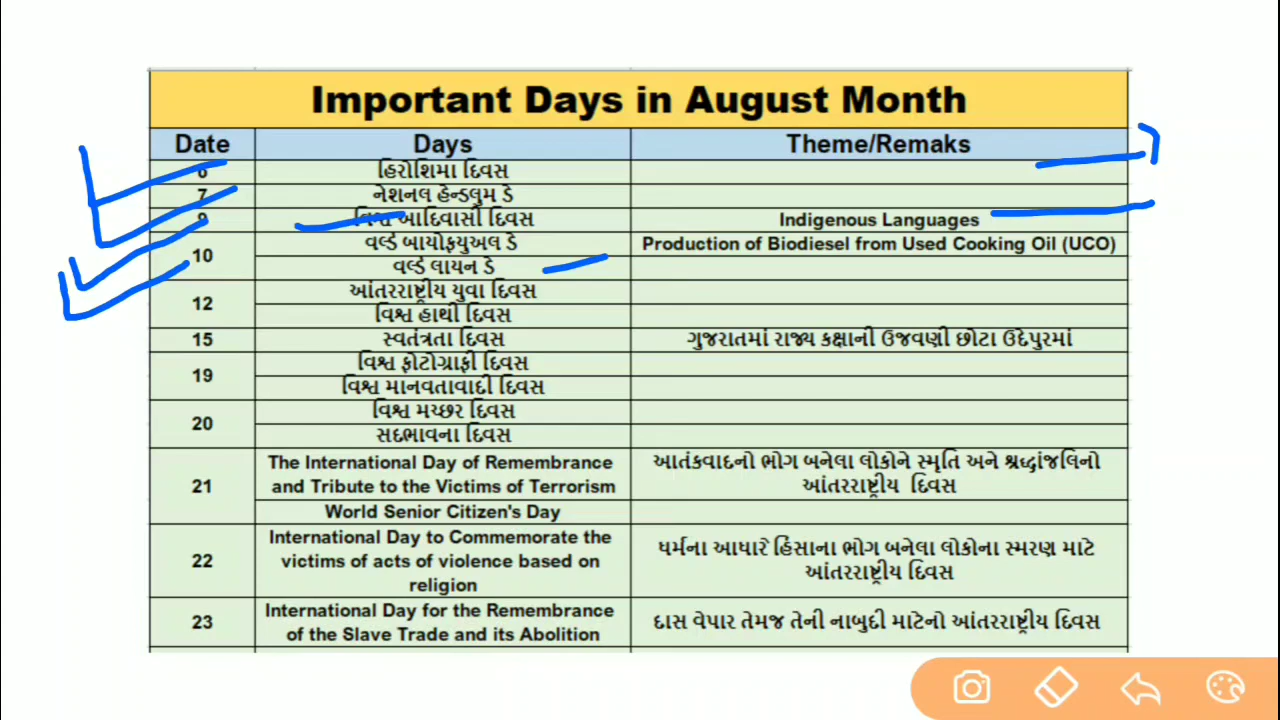 Important Days in August Month
Date Days Theme/Remaks
6 હિરોશિમા દિવસ
7 નેશનલ હેન્ડલુમ ડે
9 વિશ્વ આદિવાસી દિવસ Indigenous Languages
10 વર્લ્ડ બાયોફ્યુઅલ ડે Production of Biodiesel from Used Cooking Oil (UCO)
વર્લ્ડ લાયન ડે
12 આંતરરાષ્ટ્રીય યુવા દિવસ
વિશ્વ હાથી દિવસ
15 સ્વતંત્રતા દિવસ ગુજરાતમાં રાજ્ય કક્ષાની ઉજવણી છોટા ઉદેપુરમાં
19 વિશ્વ ફોટોગ્રાફી દિવસ
વિશ્વ માનવતાવાદી દિવસ
20 વિશ્વ મચ્છર દિવસ
સદભાવના દિવસ
21 The International Day of Remembrance આતંકવાદનો ભોગ બનેલા લોકોને સ્મૃતિ અને શ્રદ્ધાંજલિનો
and Tribute to the Victims of Terrorism આંતરરાષ્ટ્રીય દિવસ
World Senior Citizen's Day
22 International Day to Commemorate the ધર્મના આધારે હિંસાના ભોગ બનેલા લોકોના સ્મરણ માટે
victims of acts of violence based on આંતરરાષ્ટ્રીય દિવસ
religion
23 International Day for the Remembrance દાસ વેપાર તેમજ તેની નાબુદી માટેનો આંતરરાષ્ટ્રીય દિવસ
of the Slave Trade and its Abolition